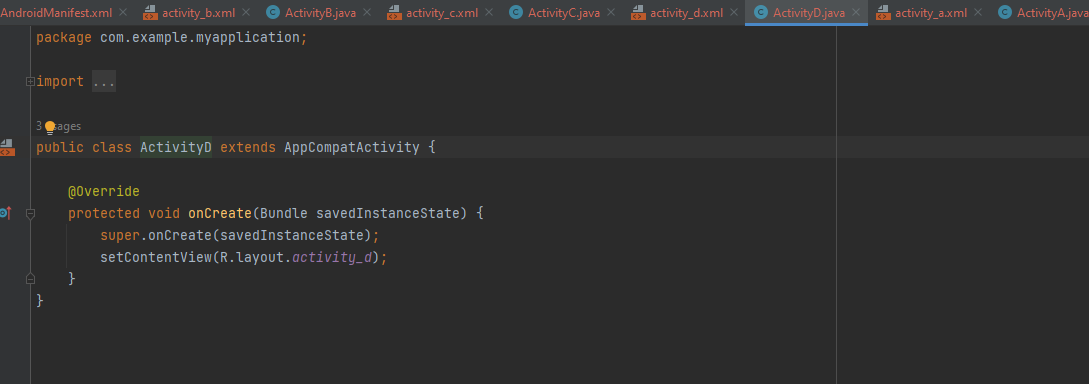 AndroidManifest.xml activity_b.xml ActivityB.java activity_c.xml ActivityC.java activity_d.xml ActivityD.java activity_a.xml ActivityA.java
package com.example.myapplication;
import ...
3 usages
public class ActivityD extends AppCompatActivity {
@Override
protected void onCreate(Bundle savedInstanceState) {
super.onCreate(savedInstanceState);
setContentView(R.layout.activity_d);
}
}